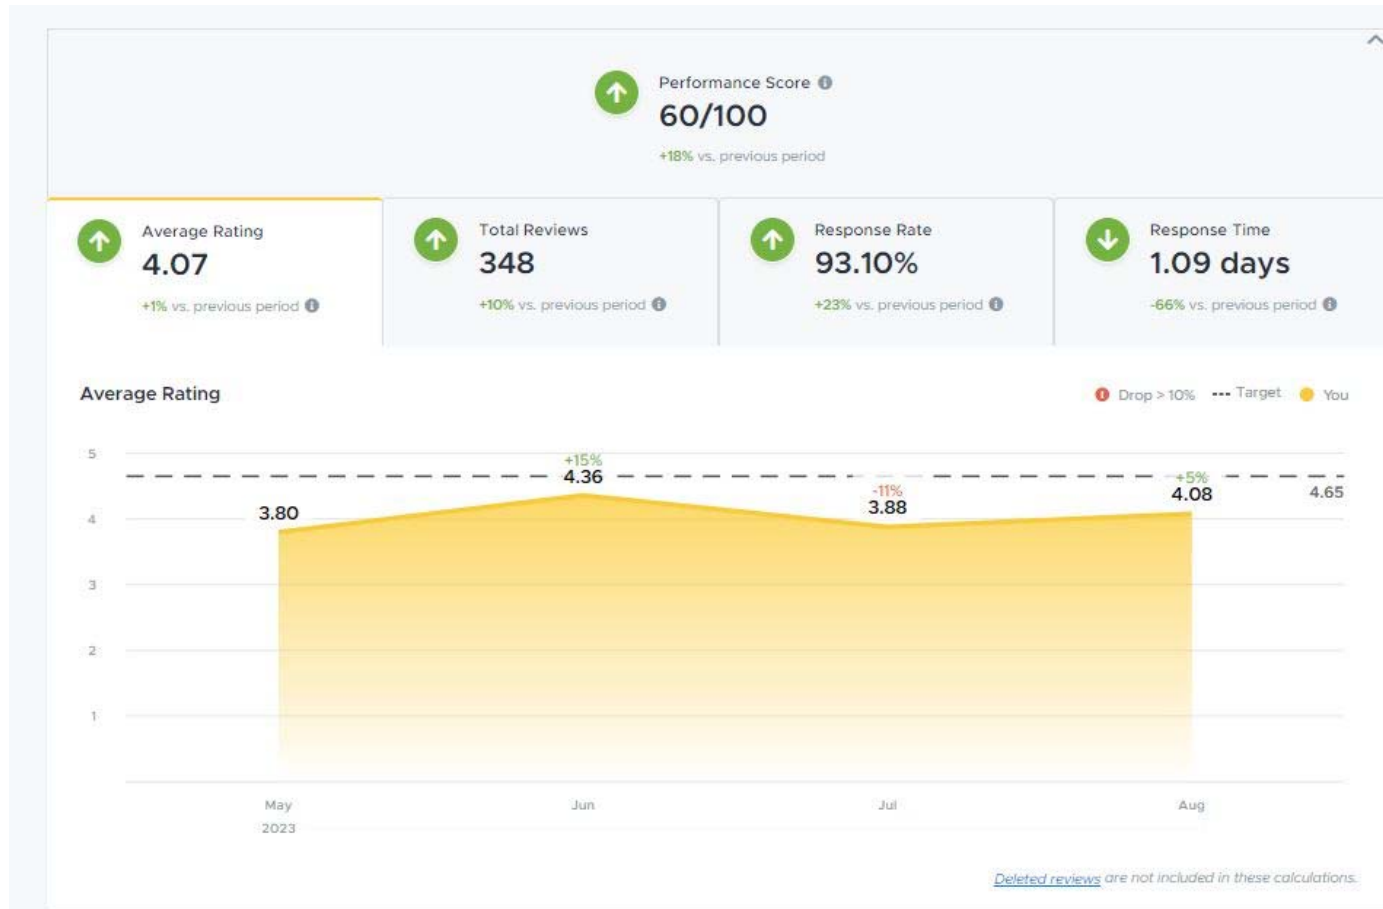 Performance Score
60/100
+18% vs. previous period
Average Rating
4.07
+1% vs. previous period
Total Reviews
348
+10% vs. previous period
Response Rate
93.10%
+23% vs. previous period
Response Time
1.09 days
-66% vs. previous period
Average Rating
Drop > 10% --- Target You
5
4
3
2
1
3.80
+15%
4.36
-11%
3.88
+5%
4.08
4.65
May Jun Jul Aug
2023
Deleted reviews are not included in these calculations.